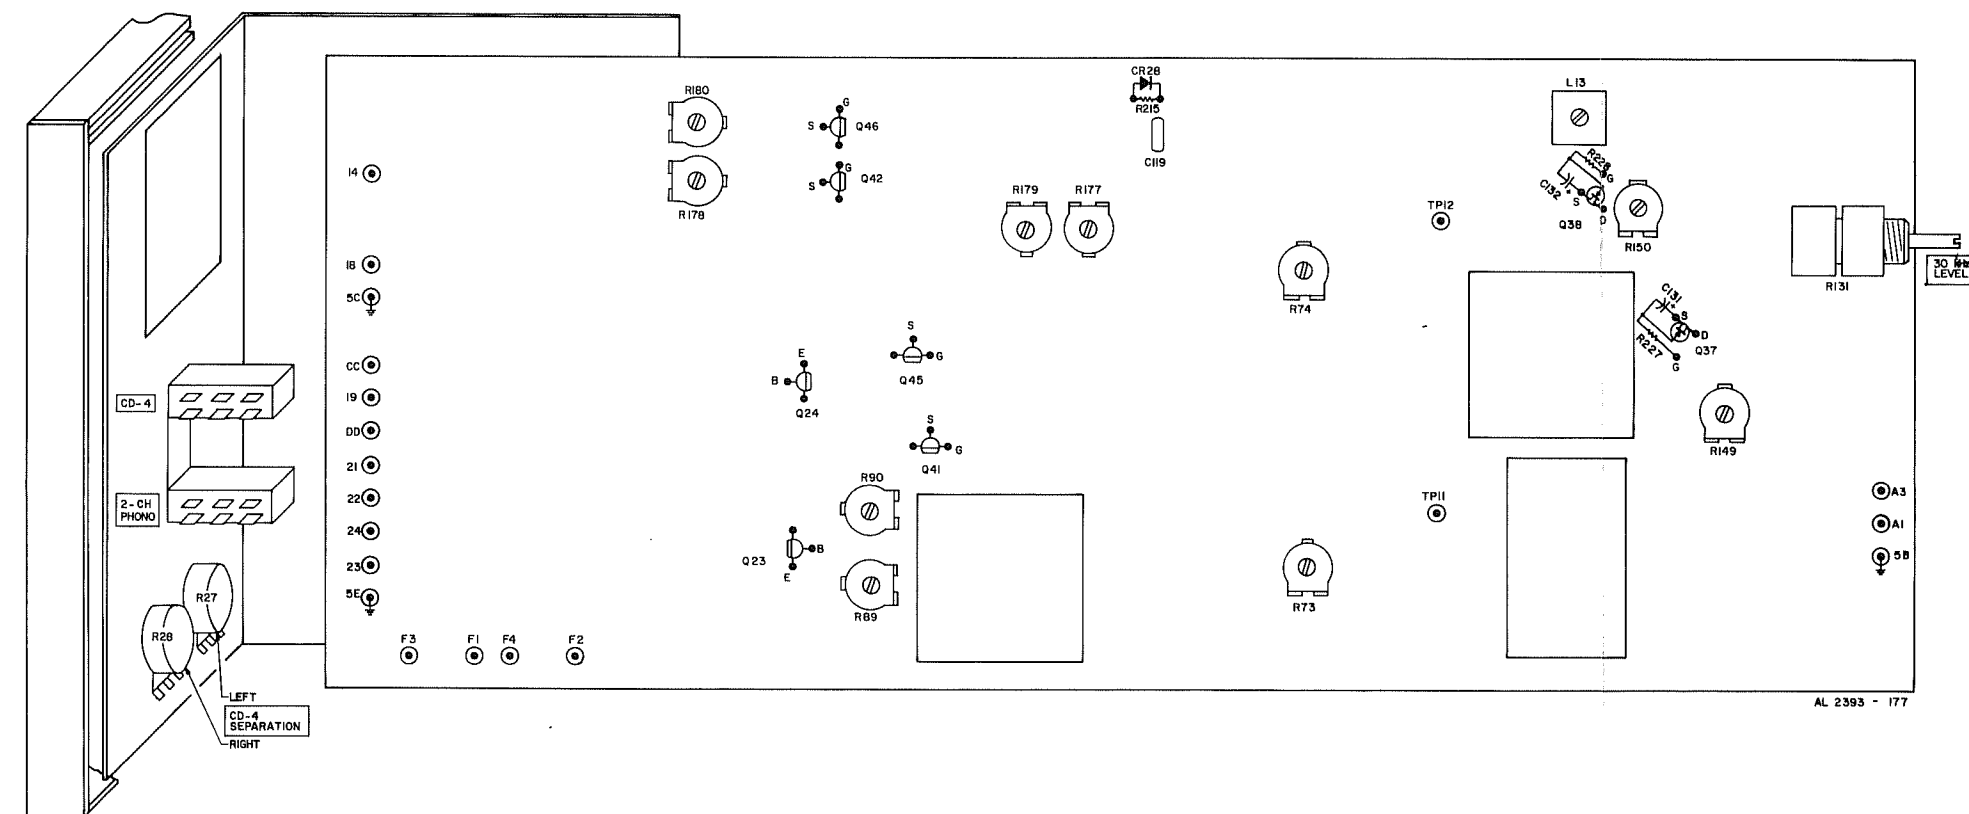 CR28
R215
C119
R180
R178
G
S
Q46
G
S
Q42
L13
R226
G
C132
S
D
Q38
R150
14
18
5C
CC
19
DD
21
22
24
23
5E
R179
R177
TP12
R74
R131
30 kHz
LEVEL
C131
S
D
Q37
R227
G
R149
S
G
Q45
E
B
Q24
S
G
Q41
CD-4
2-CH
PHONO
R90
Q23
B
E
R89
TP11
R73
A3
A1
5B
R27
R28
F3
F1
F4
F2
LEFT
CD-4
SEPARATION
RIGHT
AL 2393 - 177